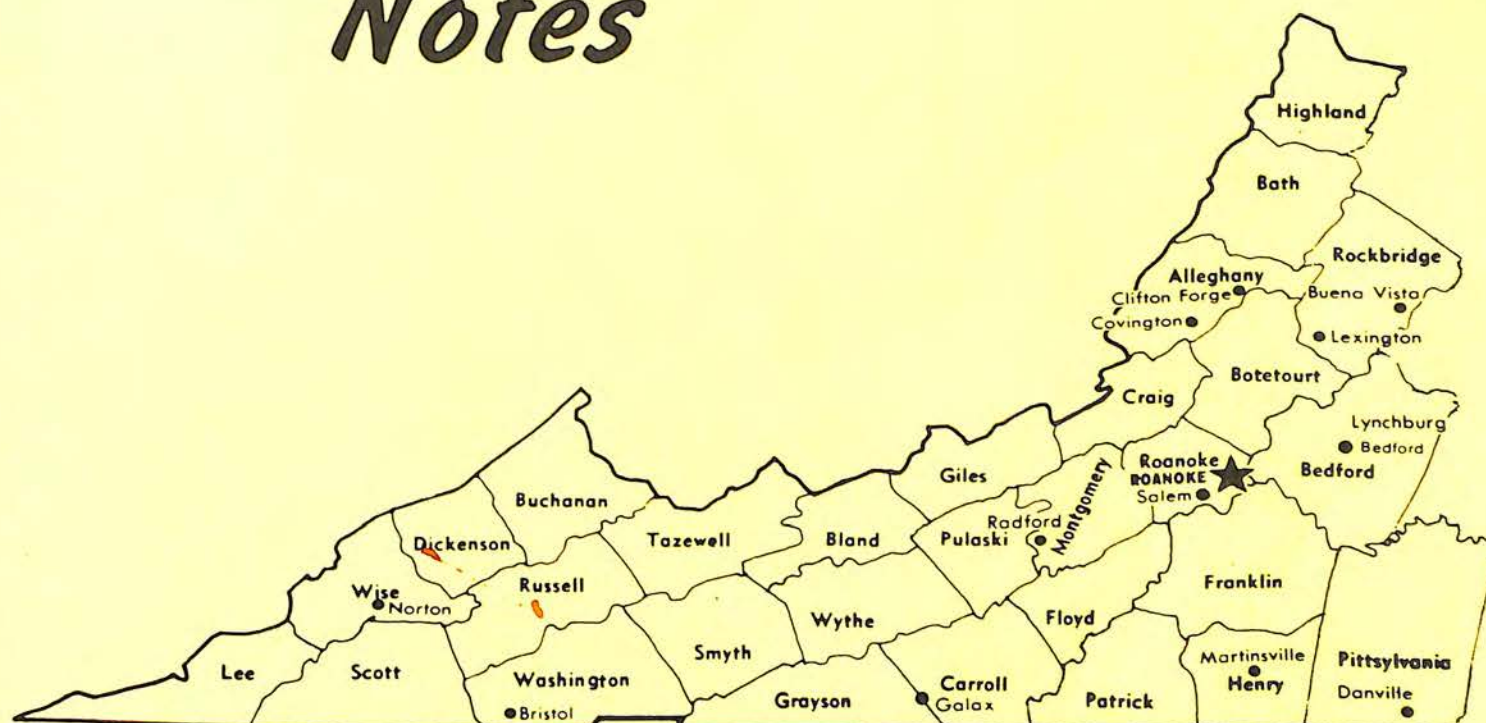 Notes
Highland
Bath
Rockbridge
Alleghany
Clifton Forge
Buena Vista
Covington
Lexington
Botetourt
Craig
Lynchburg
Bedford
Bedford
Roanoke
ROANOKE
Salem
Giles
Montgomery
Radford
Pulaski
Buchanan
Dickenson
Tazewell
Bland
Russell
Wise
Norton
Franklin
Wythe
Floyd
Smyth
Lee
Scott
Washington
Bristol
Grayson
Carroll
Galax
Patrick
Martinsville
Henry
Pittsylvania
Danville